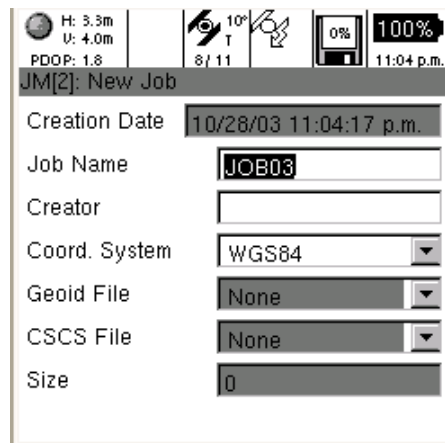 H: 3.3m
V: 4.0m
PDOP: 1.8
10°
T
8/ 11
0%
100%
11:04 p.m.
JM[2]: New Job
Creation Date 10/28/03 11:04:17 p.m.
Job Name JOB03
Creator
Coord. System WGS84
Geoid File None
CSCS File None
Size 0